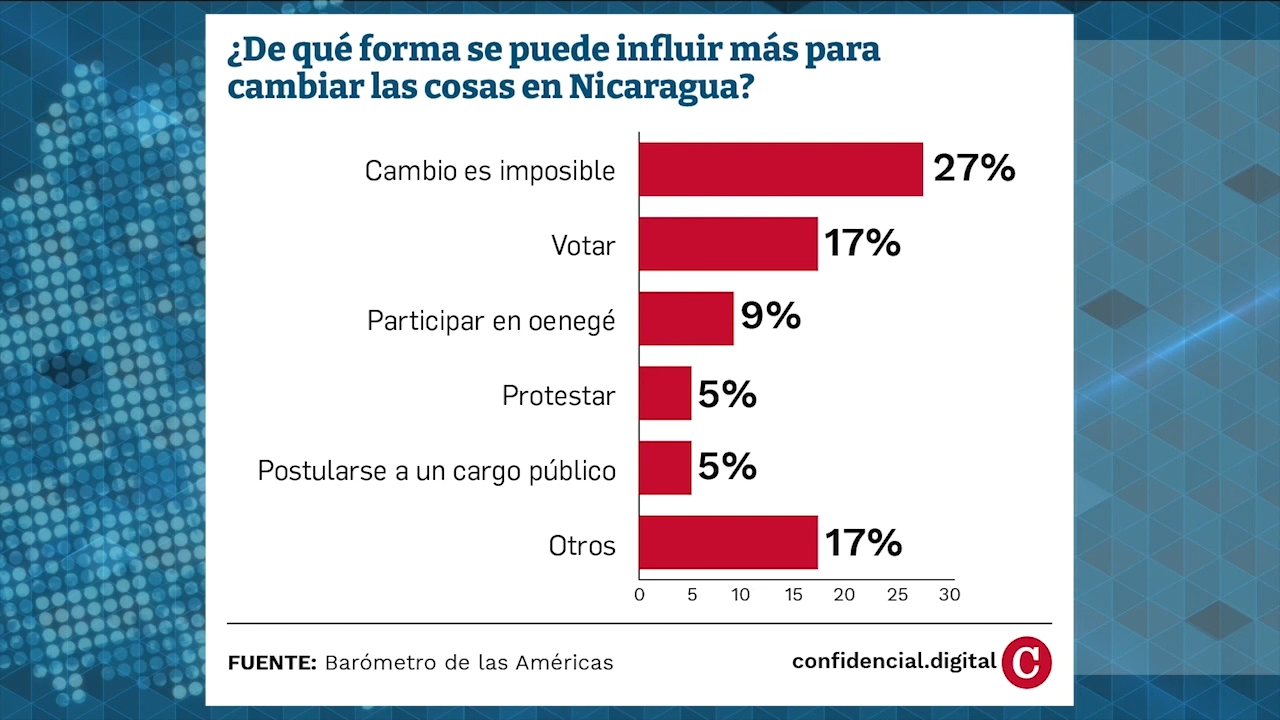 ¿De qué forma se puede influir más para
cambiar las cosas en Nicaragua?
Cambio es imposible 27%
Votar 17%
Participar en oenegé 9%
Protestar 5%
Postularse a un cargo público 5%
Otros 17%
0 5 10 15 20 25 30
FUENTE: Barómetro de las Américas
confidencial.digital C